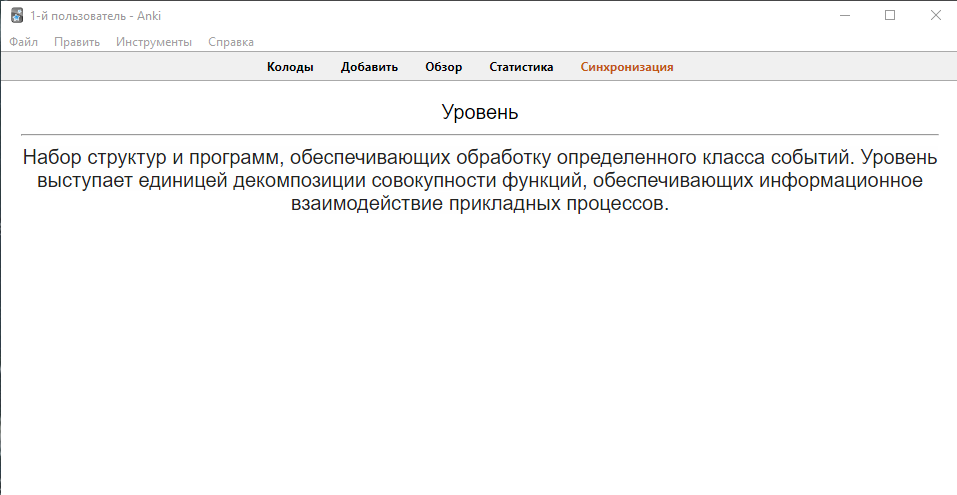 1-й пользователь - Anki
Файл Править Инструменты Справка
Колоды Добавить Обзор Статистика Синхронизация
Уровень
Набор структур и программ, обеспечивающих обработку определенного класса событий. Уровень
выступает единицей декомпозиции совокупности функций, обеспечивающих информационное
взаимодействие прикладных процессов.